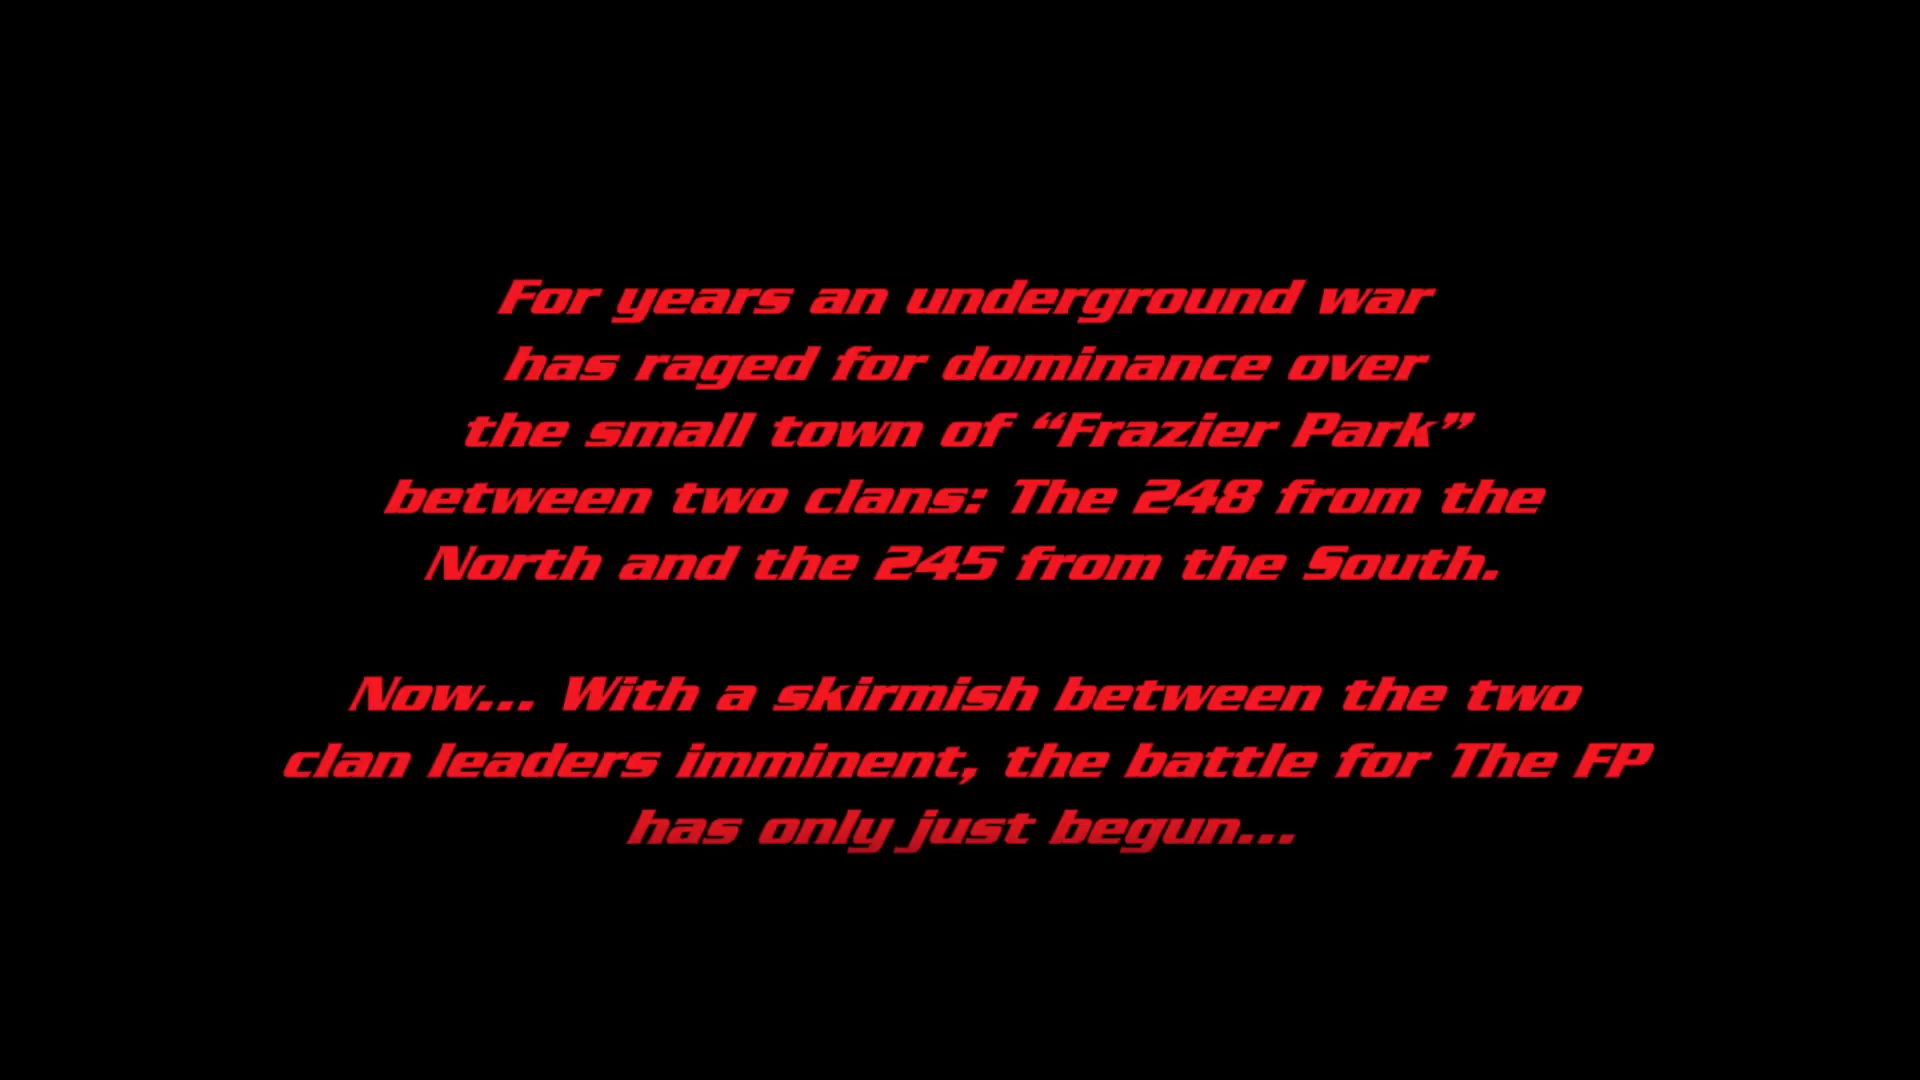 For years an underground war
has raged for dominance over
the small town of “Frazier Park”
between two clans: The 248 from the
North and the 245 from the South.
Now... With a skirmish between the two
clan leaders imminent, the battle for The FP
has only just begun...